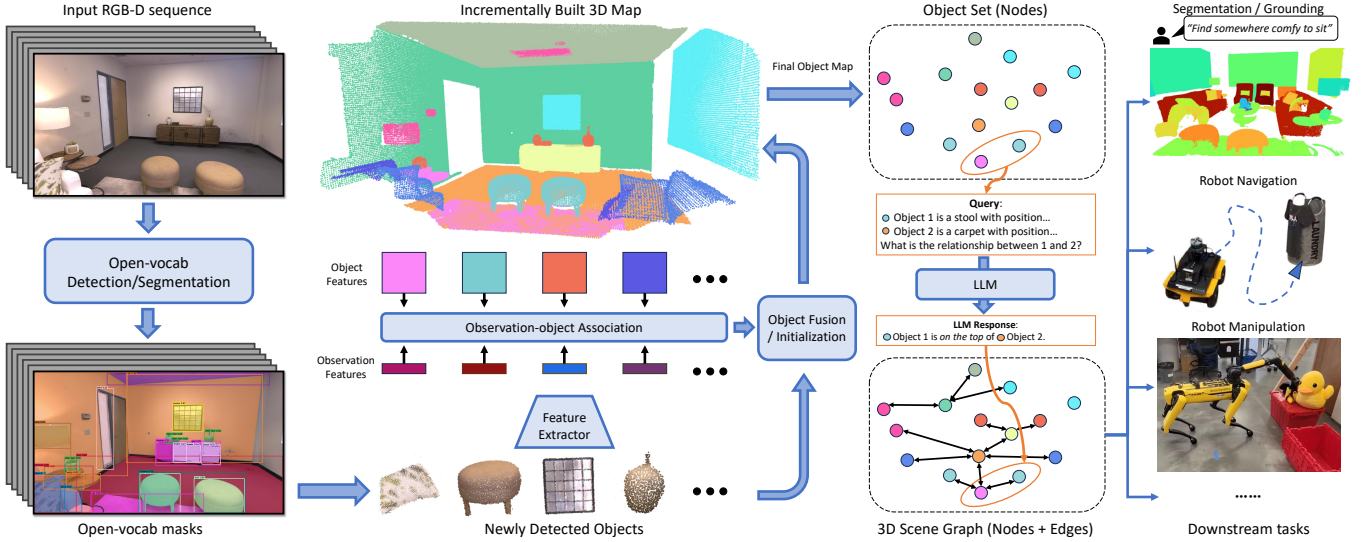 Input RGB-D sequence
Open-vocab
Detection/Segmentation
Open-vocab masks
Incrementally Built 3D Map
Object
Features
Observation-object Association
Observation
Features
Feature
Extractor
Newly Detected Objects
Object Fusion
/ Initialization
Final Object Map
Object Set (Nodes)
Query:
Object 1 is a stool with position…
Object 2 is a carpet with position…
What is the relationship between 1 and 2?
LLM
LLM Response:
Object 1 is on the top of Object 2.
3D Scene Graph (Nodes + Edges)
Segmentation / Grounding
“Find somewhere comfy to sit”
Robot Navigation
LAUNDRY
Robot Manipulation
……
Downstream tasks